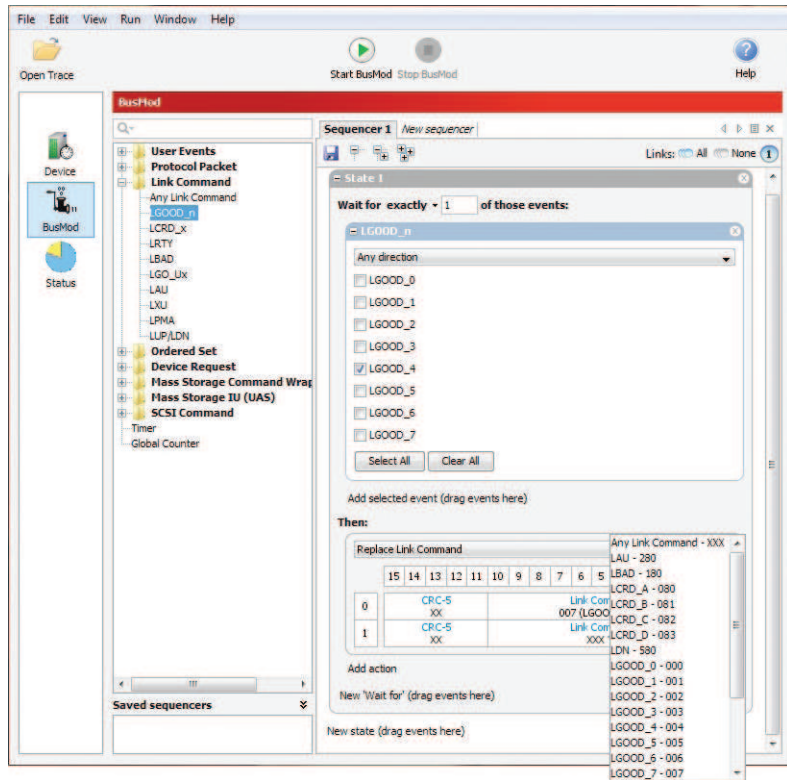 File Edit View Run Window Help
Open Trace
Start BusMod Stop BusMod
Help
BusMod
Device
BusMod
Status
User Events
Protocol Packet
Link Command
Any Link Command
LGOOD_n
LCRD_x
LRTY
LBAD
LGO_Ux
LAU
LXU
LPMA
LUP/LDN
Ordered Set
Device Request
Mass Storage Command Wrap
Mass Storage IU (UAS)
SCSI Command
Timer
Global Counter
Saved sequencers
Sequencer 1 New sequencer
Links: All None 1
State 1
Wait for exactly 1 of those events:
LGOOD_n
Any direction
LGOOD_0
LGOOD_1
LGOOD_2
LGOOD_3
LGOOD_4
LGOOD_5
LGOOD_6
LGOOD_7
Select All Clear All
Add selected event (drag events here)
Then:
Replace Link Command
15 14 13 12 11 10 9 8 7 6 5
0 CRC-5 Link Com
XX 007 (LGOO
1 CRC-5 Link Com
XX XXX
Add action
New 'Wait for' (drag events here)
New state (drag events here)
Any Link Command - XXX
LAU - 280
LBAD - 180
LCRD_A - 080
LCRD_B - 081
LCRD_C - 082
LCRD_D - 083
LDN - 580
LGOOD_0 - 000
LGOOD_1 - 001
LGOOD_2 - 002
LGOOD_3 - 003
LGOOD_4 - 004
LGOOD_5 - 005
LGOOD_6 - 006
LGOOD_7 - 007